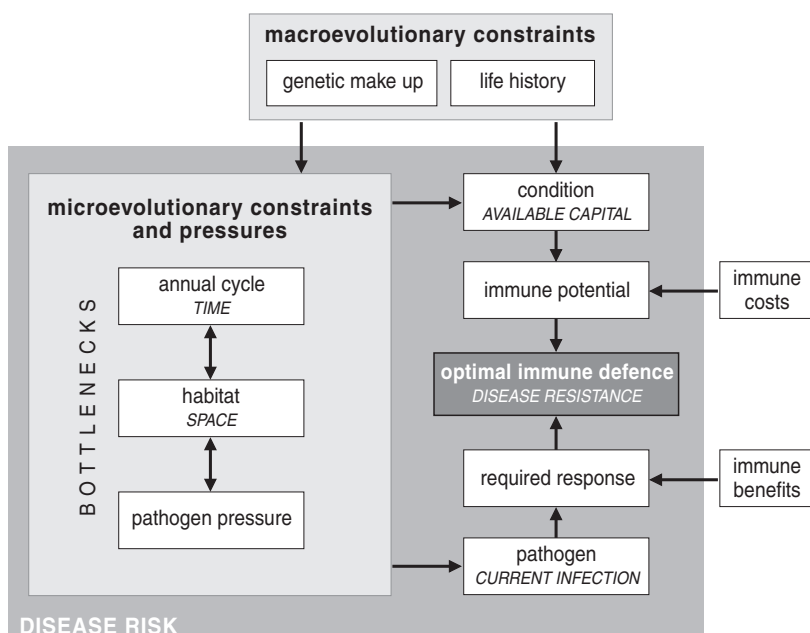 macroevolutionary constraints
genetic make up
life history
microevolutionary constraints
and pressures
BOTTLENECKS
annual cycle
TIME
habitat
SPACE
pathogen pressure
condition
AVAILABLE CAPITAL
immune potential
immune
costs
optimal immune defence
DISEASE RESISTANCE
required response
immune
benefits
pathogen
CURRENT INFECTION
DISEASE RISK